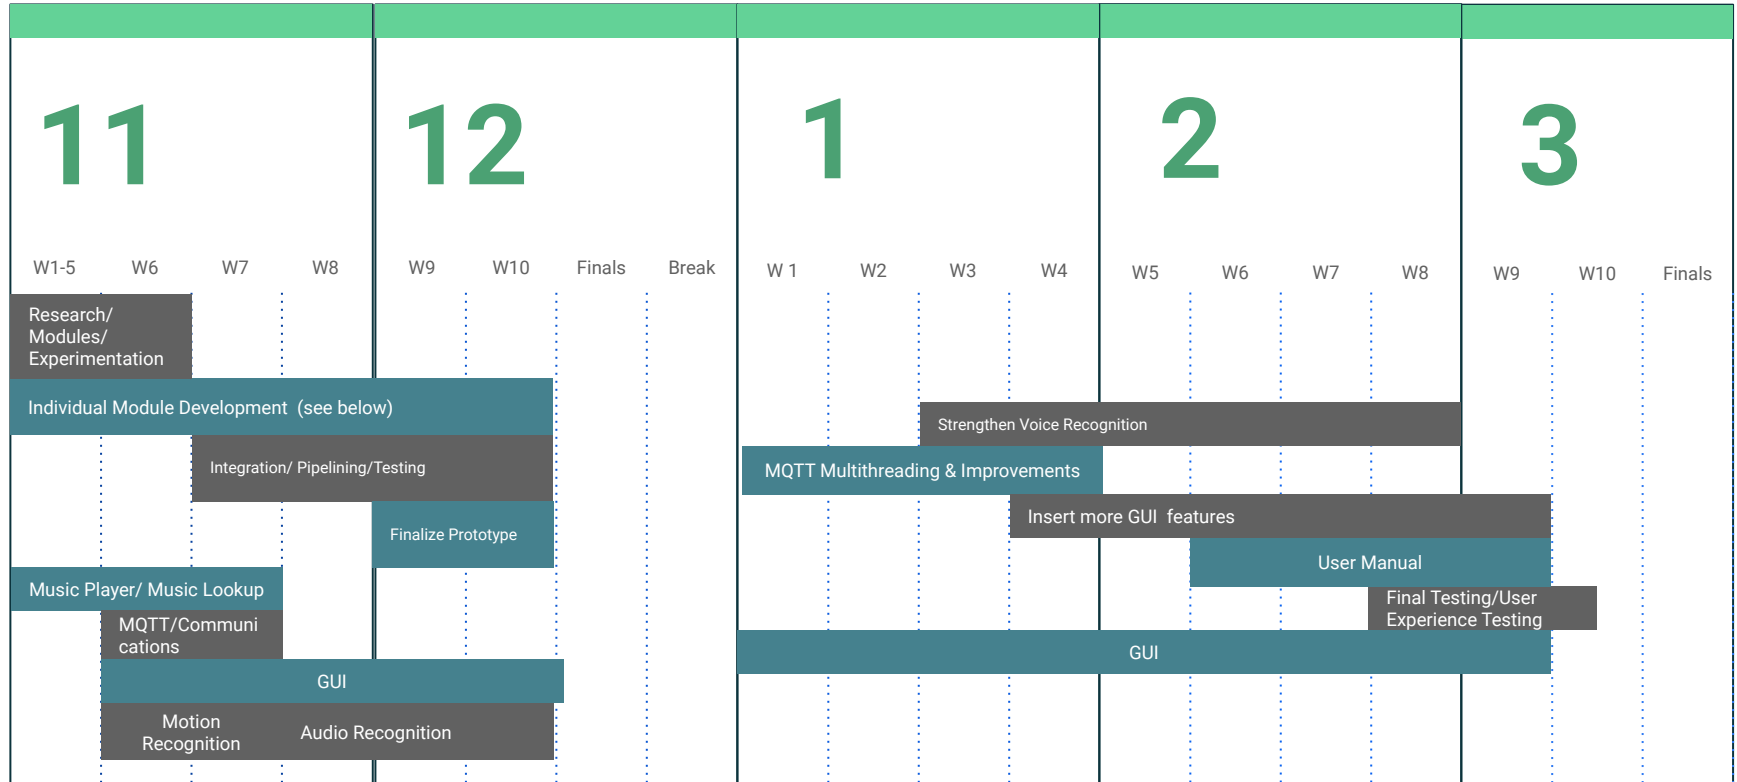 11
12
1
2
3
W1-5
W6
W7
W8
W9
W10
Finals
Break
W 1
W2
W3
W4
W5
W6
W7
W8
W9
W10
Finals
Research/
Modules/
Experimentation
Individual Module Development (see below)
Integration/ Pipelining/Testing
Finalize Prototype
Music Player/ Music Lookup
MQTT/Communi
cations
GUI
Motion
Recognition
Audio Recognition
Strengthen Voice Recognition
MQTT Multithreading & Improvements
Insert more GUI features
User Manual
Final Testing/User
Experience Testing
GUI